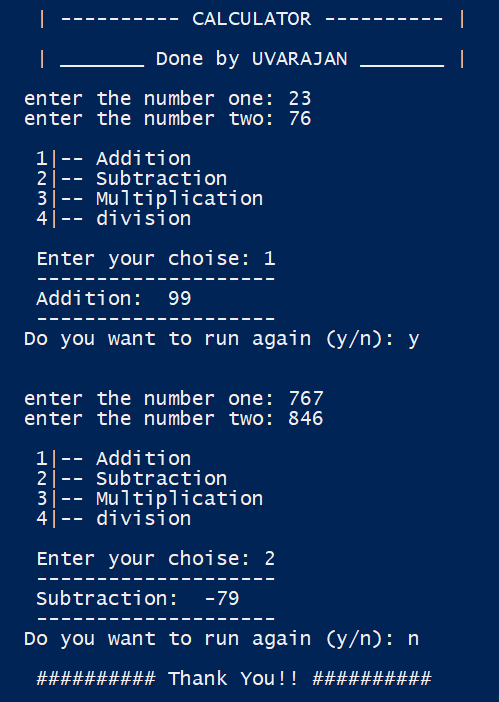 | ---------- CALCULATOR ---------- |
| _______ Done by UVARAJAN _______ |
enter the number one: 23
enter the number two: 76
1|-- Addition
2|-- Subtraction
3|-- Multiplication
4|-- division
Enter your choise: 1
--------------------
Addition:  99
--------------------
Do you want to run again (y/n): y
enter the number one: 767
enter the number two: 846
1|-- Addition
2|-- Subtraction
3|-- Multiplication
4|-- division
Enter your choise: 2
--------------------
Subtraction:  -79
--------------------
Do you want to run again (y/n): n
########## Thank You!! ##########